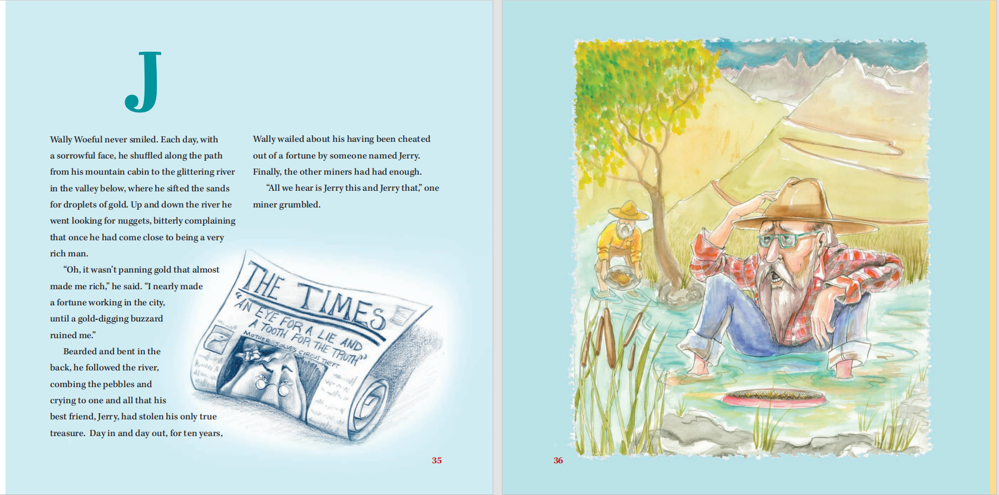 J
Wally Woeful never smiled. Each day, with
a sorrowful face, he shuffled along the path
from his mountain cabin to the glittering river
in the valley below, where he sifted the sands
for droplets of gold. Up and down the river he
went looking for nuggets, bitterly complaining
that once he had come close to being a very
rich man.
“Oh, it wasn’t panning gold that almost
made me rich,” he said. “I nearly made
a fortune working in the city,
until a gold-digging buzzard
ruined me.”
Bearded and bent in the
back, he followed the river,
combing the pebbles and
crying to one and all that his
best friend, Jerry, had stolen his only true
treasure. Day in and day out, for ten years,
Wally wailed about his having been cheated
out of a fortune by someone named Jerry.
Finally, the other miners had had enough.
“All we hear is Jerry this and Jerry that,” one
miner grumbled.
THE TIMES
“AN EYE FOR A LIE AND
A TOOTH FOR THE TRUTH”
MOTHER SOLVES CIRCUS THEFT
35
36